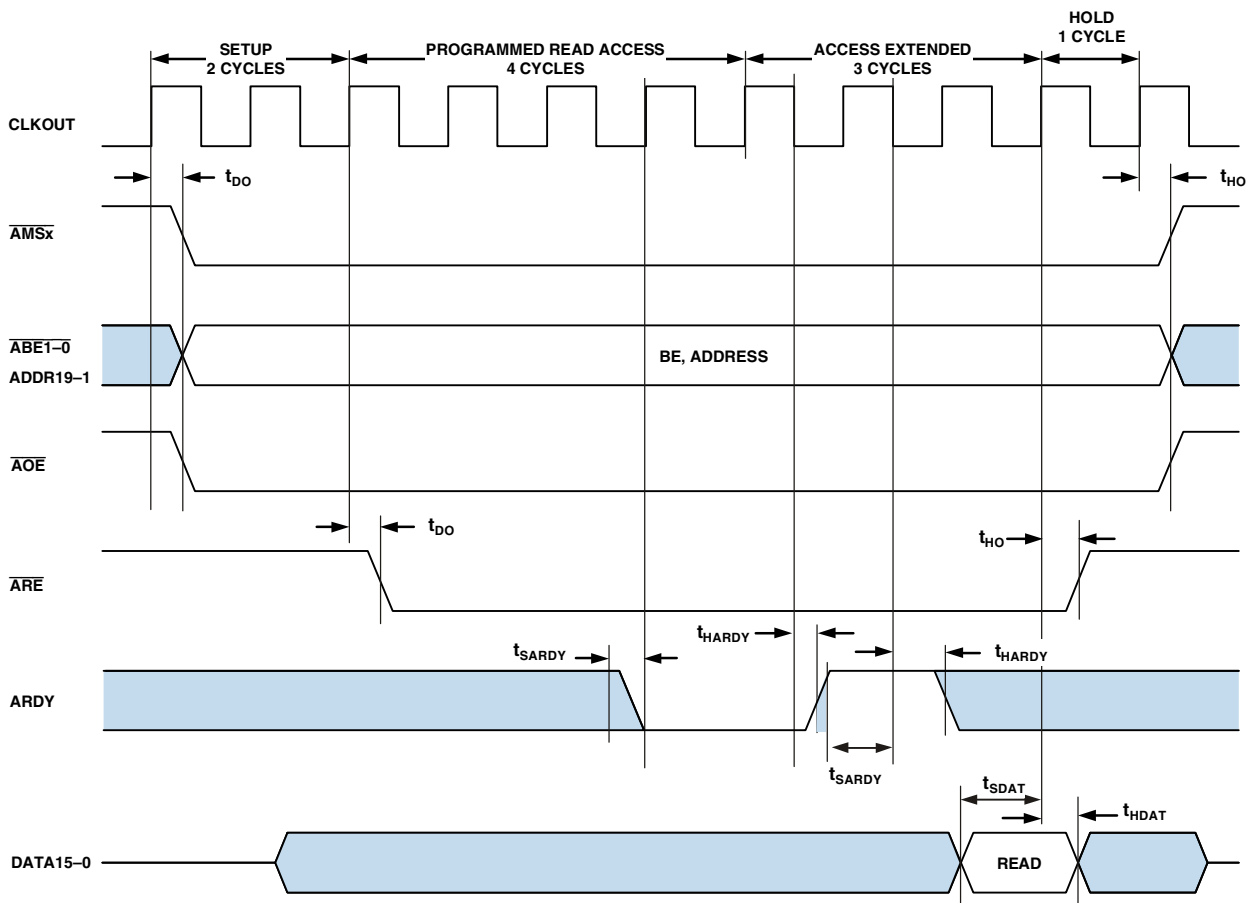 HOLD
1 CYCLE
SETUP
2 CYCLES
PROGRAMMED READ ACCESS
4 CYCLES
ACCESS EXTENDED
3 CYCLES
CLKOUT
tDO
tHO
AMSx
ABE1–0
BE, ADDRESS
ADDR19–1
AOE
tDO
tHO
ARE
tHARDY
tSARDY
tHARDY
ARDY
tSARDY
tSDAT
tHDAT
DATA15–0
READ